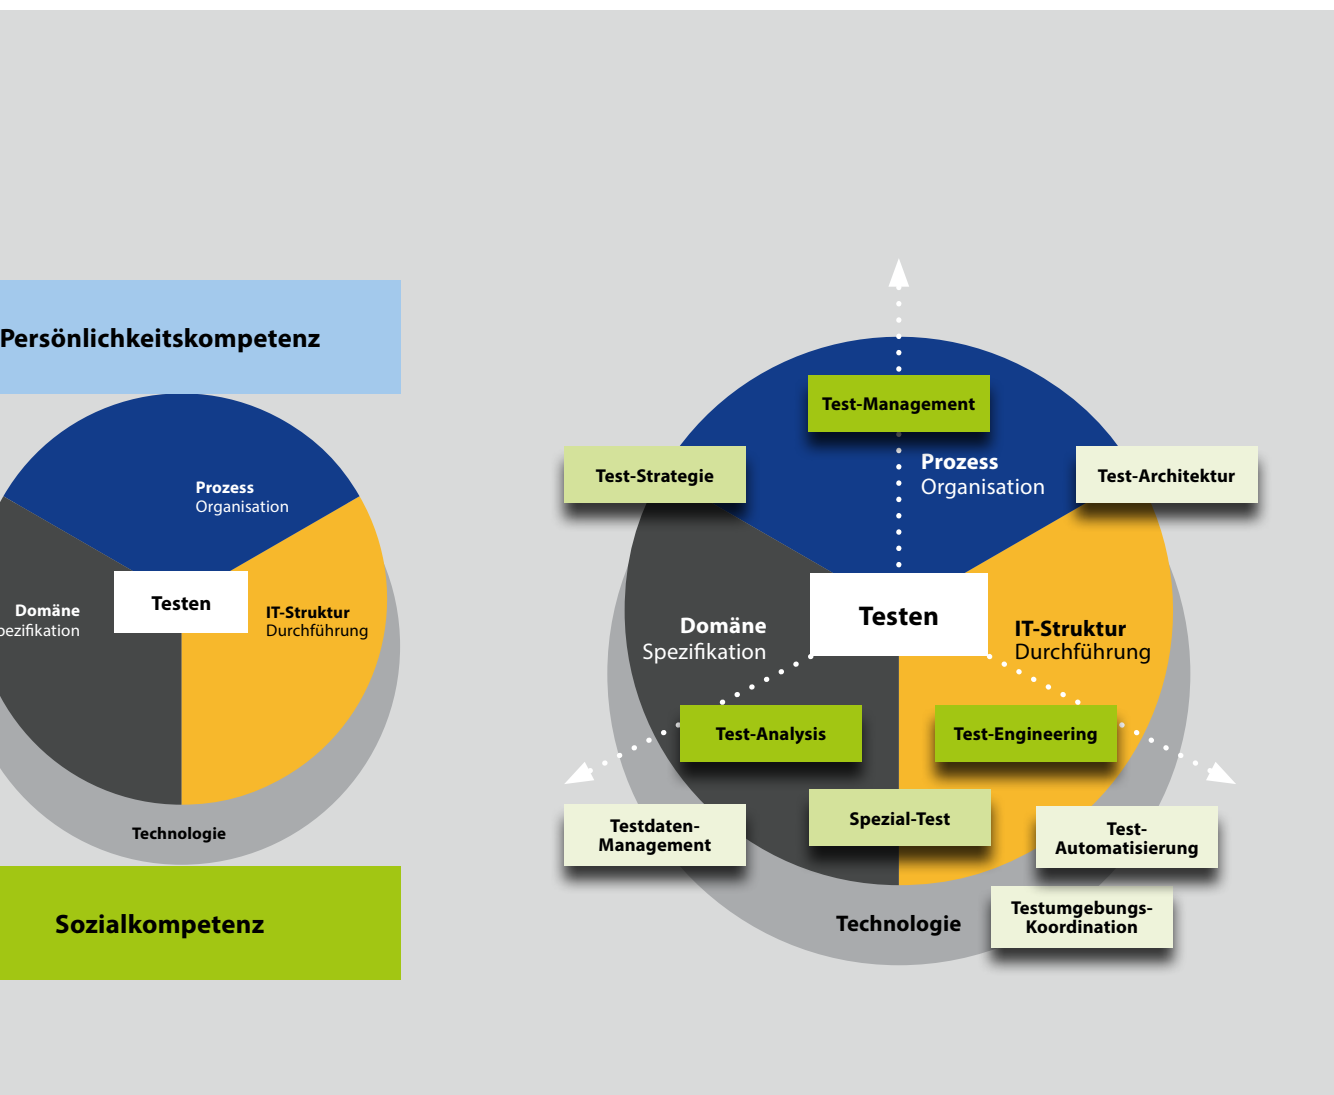 Persönlichkeitskompetenz
Prozess
Organisation
Testen
Domäne
pezifikation
IT-Struktur
Durchführung
Technologie
Sozialkompetenz
Test-Management
Test-Strategie
Prozess
Organisation
Test-Architektur
Testen
Domäne
Spezifikation
IT-Struktur
Durchführung
Test-Analysis
Test-Engineering
Testdaten-
Management
Spezial-Test
Test-
Automatisierung
Technologie
Testumgebungs-
Koordination